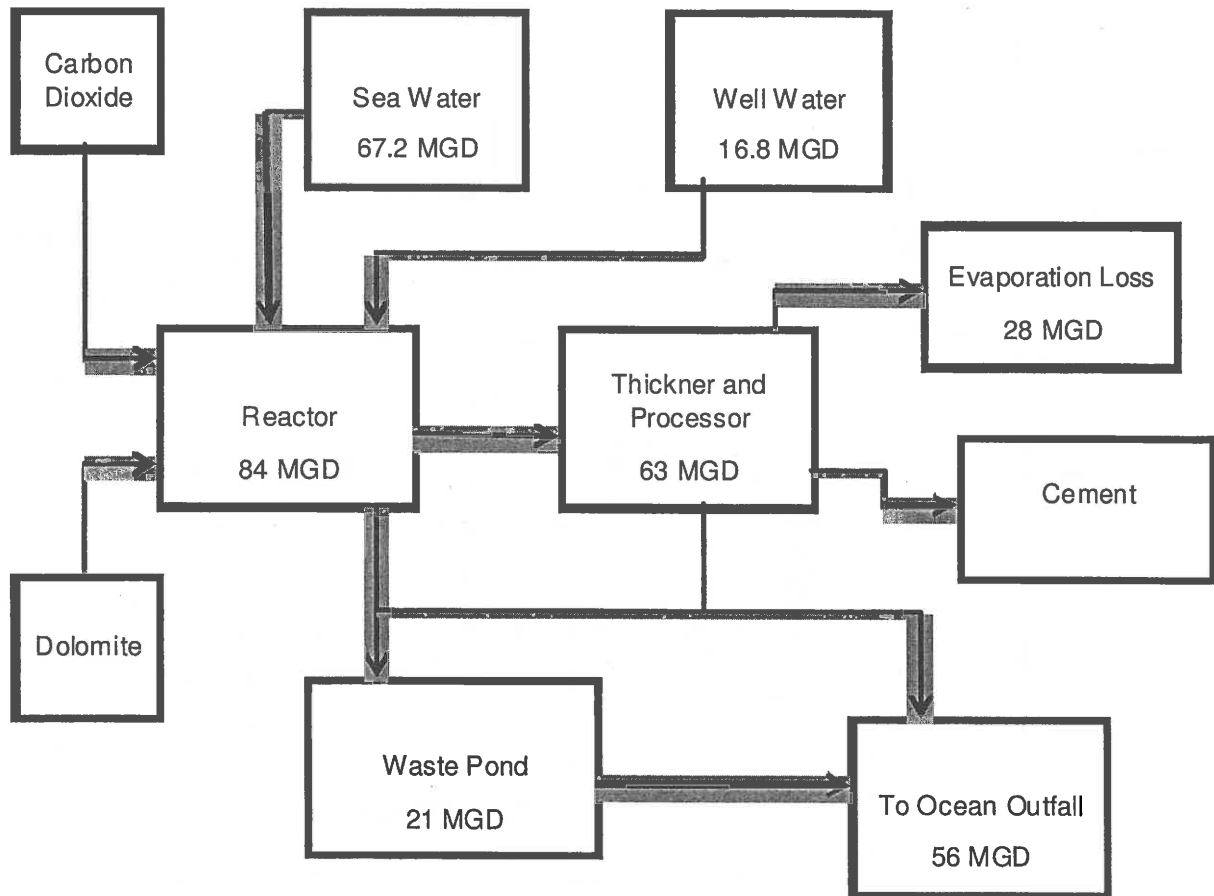 Carbon
Dioxide
Sea Water
67.2 MGD
Well Water
16.8 MGD
Evaporation Loss
28 MGD
Reactor
84 MGD
Thickner and
Processor
63 MGD
Cement
Dolomite
Waste Pond
21 MGD
To Ocean Outfall
56 MGD